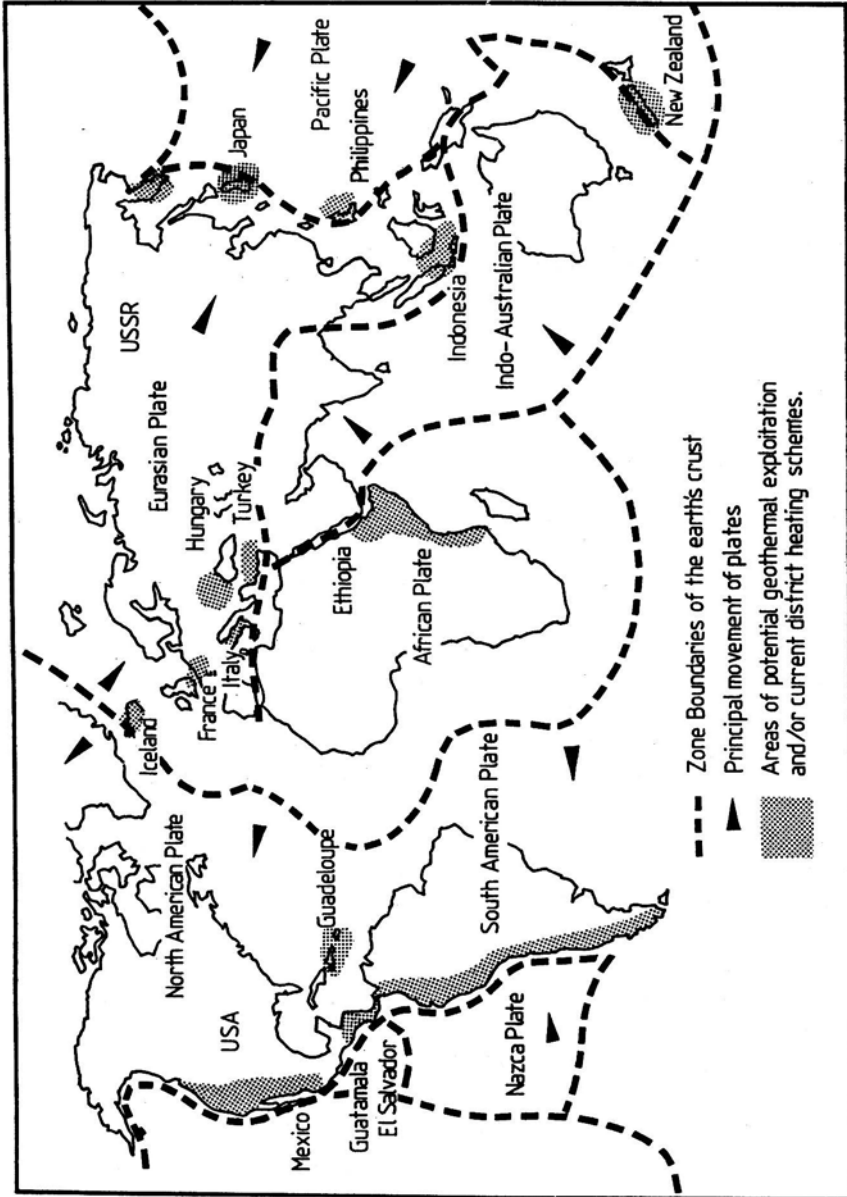 North American Plate
USA
Mexico
Guatamala
El Salvador
Guadeloupe
Nazca Plate
South American Plate
Iceland
France
Italy
Hungary
Turkey
Eurasian Plate
USSR
Ethiopia
African Plate
Japan
Pacific Plate
Philippines
Indonesia
Indo-Australian Plate
New Zealand
Zone Boundaries of the earth's crust
Principal movement of plates
Areas of potential geothermal exploitation
and/or current district heating schemes.